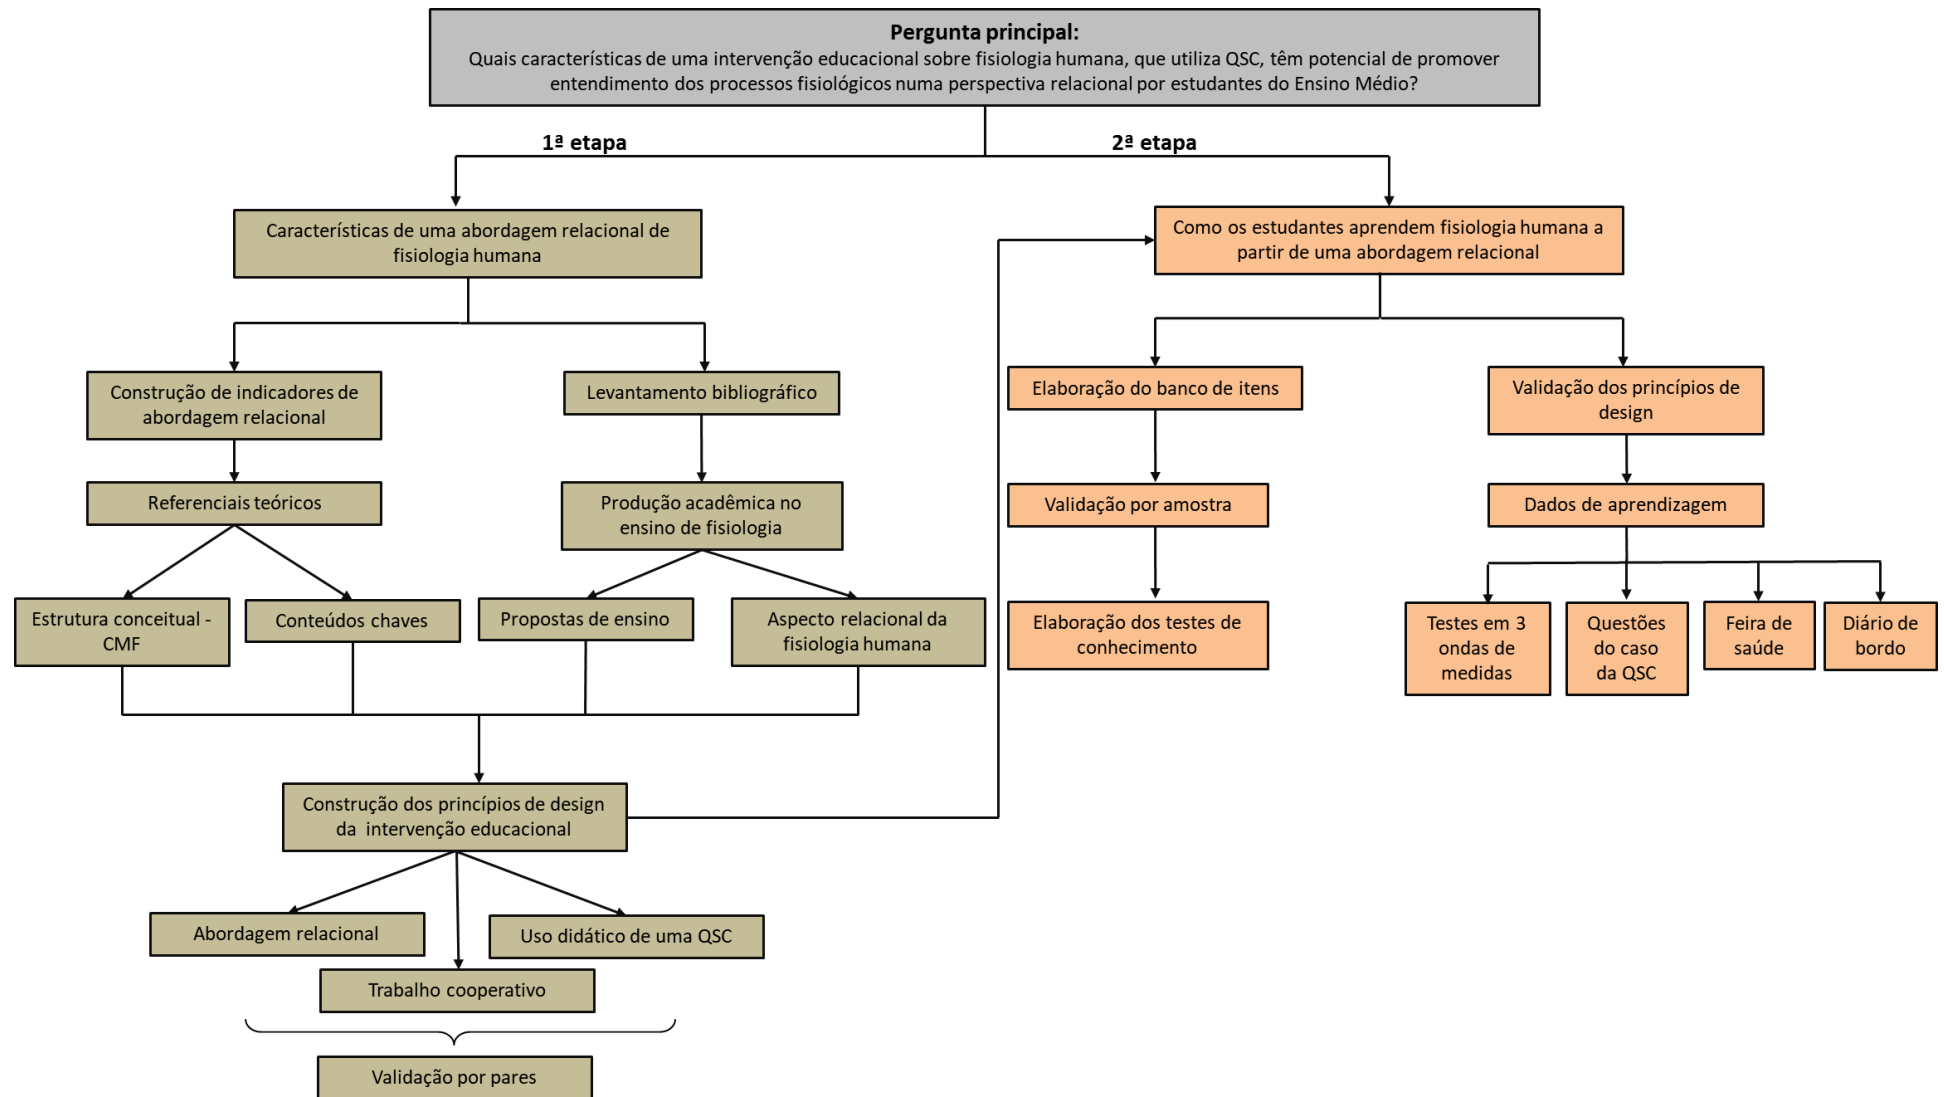 Pergunta principal:
Quais características de uma intervenção educacional sobre fisiologia humana, que utiliza QSC, têm potencial de promover
entendimento dos processos fisiológicos numa perspectiva relacional por estudantes do Ensino Médio?
1ª etapa
2ª etapa
Características de uma abordagem relacional de
fisiologia humana
Como os estudantes aprendem fisiologia humana a
partir de uma abordagem relacional
Construção de indicadores de
abordagem relacional
Levantamento bibliográfico
Elaboração do banco de itens
Validação dos princípios de
design
Referenciais teóricos
Produção acadêmica no
ensino de fisiologia
Validação por amostra
Dados de aprendizagem
Estrutura conceitual -
CMF
Conteúdos chaves
Propostas de ensino
Aspecto relacional da
fisiologia humana
Elaboração dos testes de
conhecimento
Testes em 3
ondas de
medidas
Questões
do caso
da QSC
Feira de
saúde
Diário de
bordo
Construção dos princípios de design
da intervenção educacional
Abordagem relacional
Uso didático de uma QSC
Trabalho cooperativo
Validação por pares